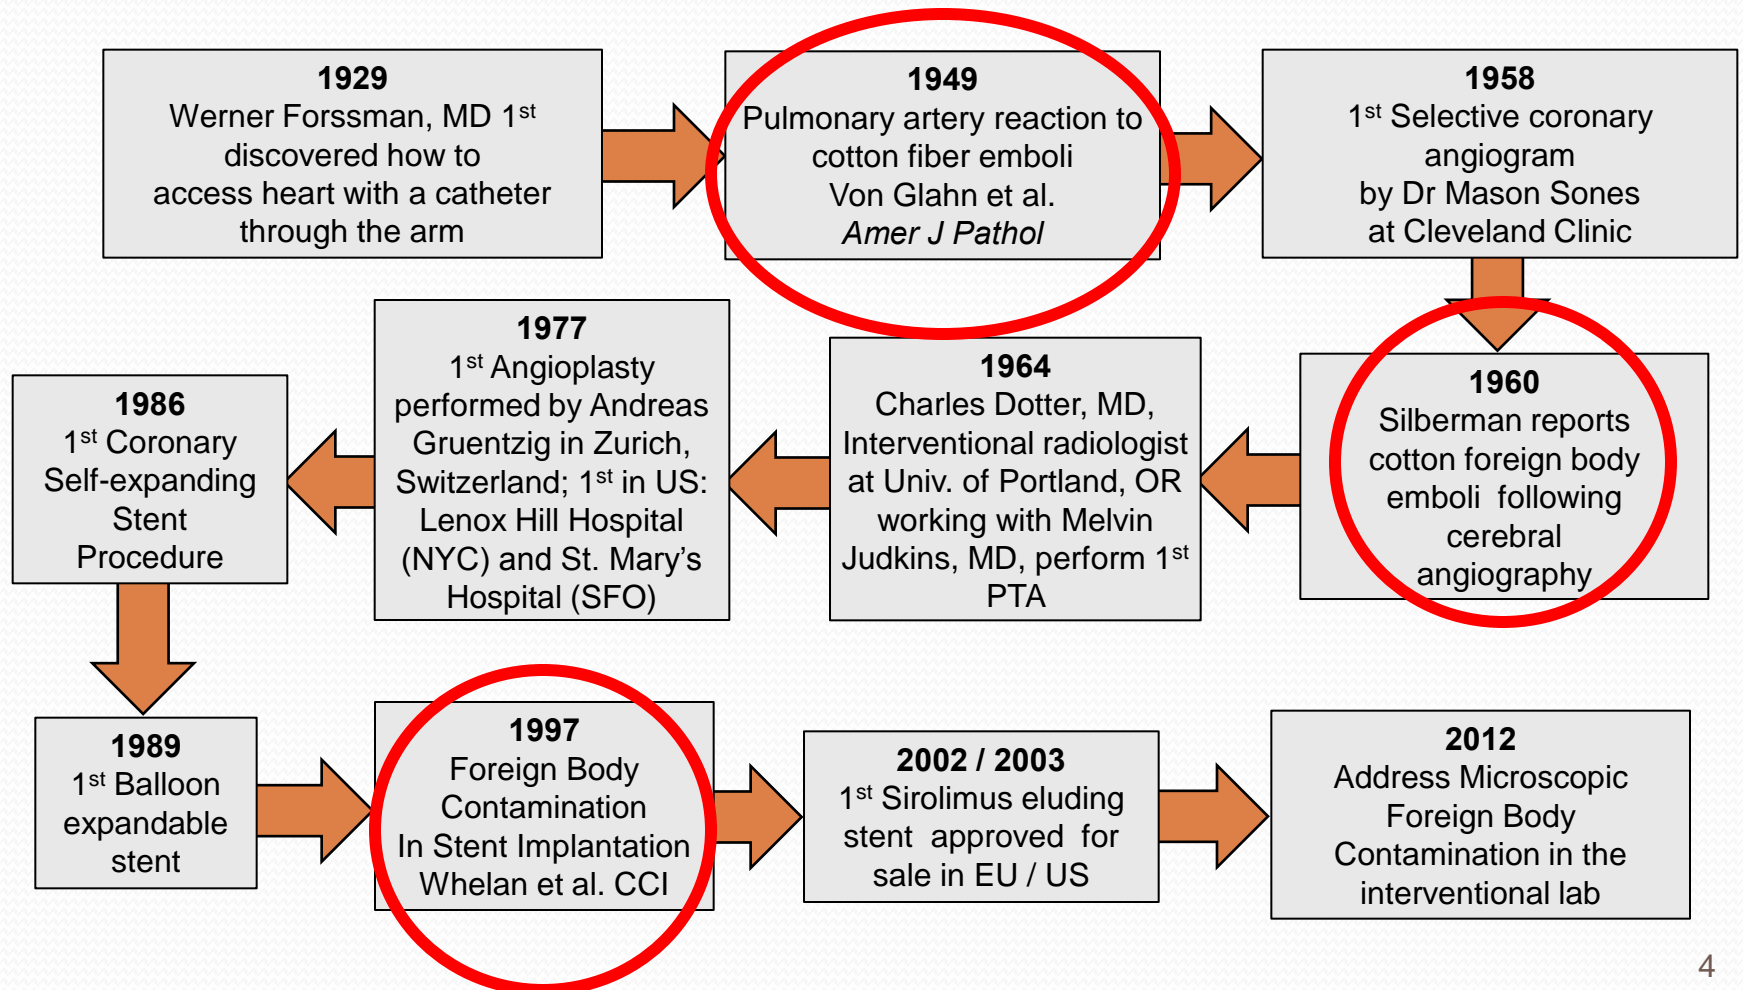 1929
Werner Forssman, MD 1st
discovered how to
access heart with a catheter
through the arm
1949
Pulmonary artery reaction to
cotton fiber emboli
Von Glahn et al.
Amer J Pathol
1958
1st Selective coronary
angiogram
by Dr Mason Sones
at Cleveland Clinic
1960
Silberman reports
cotton foreign body
emboli following
cerebral
angiography
1964
Charles Dotter, MD,
Interventional radiologist
at Univ. of Portland, OR
working with Melvin
Judkins, MD, perform 1st
PTA
1977
1st Angioplasty
performed by Andreas
Gruentzig in Zurich,
Switzerland; 1st in US:
Lenox Hill Hospital
(NYC) and St. Mary’s
Hospital (SFO)
1986
1st Coronary
Self-expanding
Stent
Procedure
1989
1st Balloon
expandable
stent
1997
Foreign Body
Contamination
In Stent Implantation
Whelan et al. CCI
2002 / 2003
1st Sirolimus eluding
stent approved for
sale in EU / US
2012
Address Microscopic
Foreign Body
Contamination in the
interventional lab
4